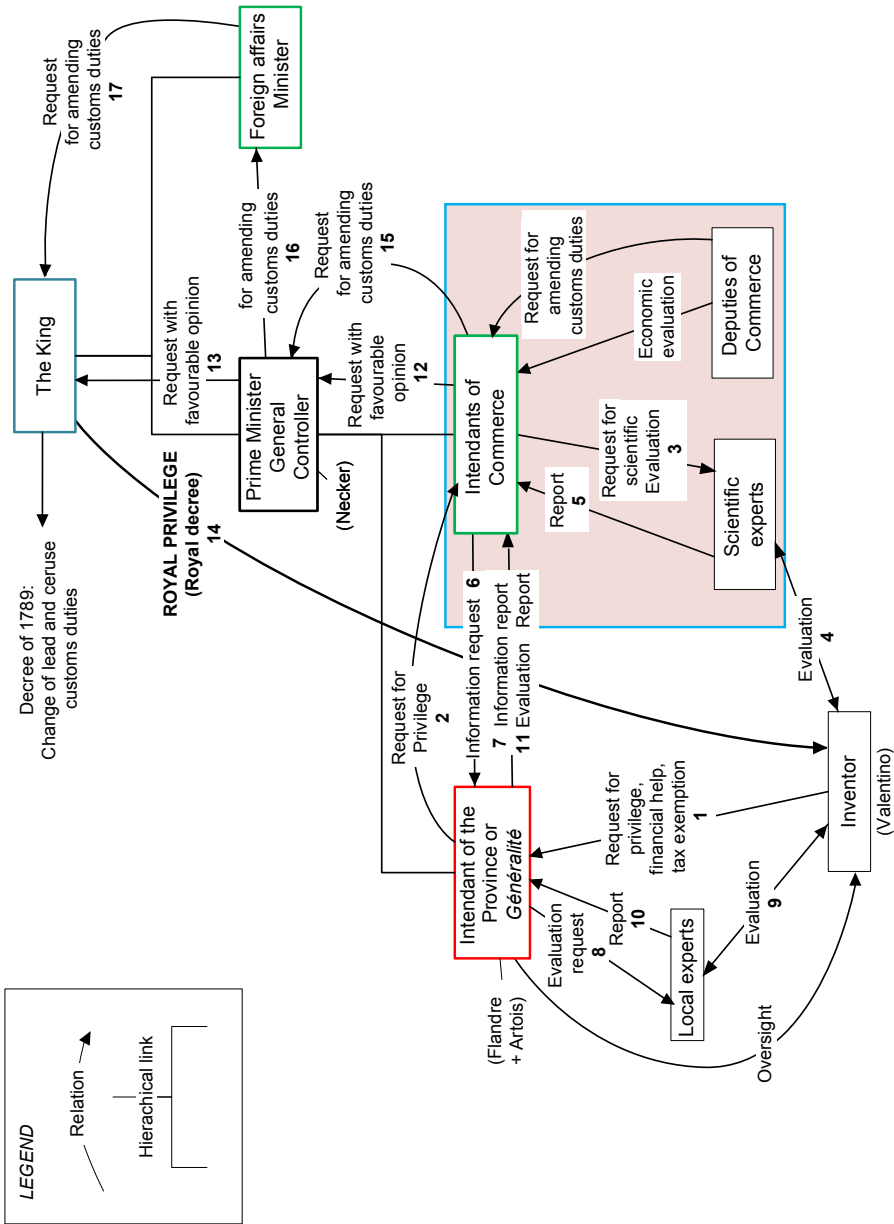 LEGEND
Relation
Hierachical link
Decree of 1789:
Change of lead and ceruse
customs duties
The King
Request
for amending
customs duties
17
ROYAL PRIVILEGE
(Royal decree)
14
Request with
favourable opinion
13
for amending
customs duties
16
Foreign affairs
Minister
Prime Minister
General
Controller
(Necker)
Request
for amending
customs duties
15
Request with
favourable
opinion
12
Request for
Privilege
2
Intendant of the
Province or
Généralité
(Flandre
+ Artois)
Information request 6
7 Information report
11 Evaluation Report
Intendants of
Commerce
Request for
amending
customs duties
Economic
evaluation
Request for
scientific
Evaluation
3
Report
5
Deputies of
Commerce
Scientific
experts
Evaluation
request
8
Report
10
Request for
privilege,
financial help,
tax exemption
1
Local experts
Evaluation
9
Evaluation
4
Oversight
Inventor
(Valentino)